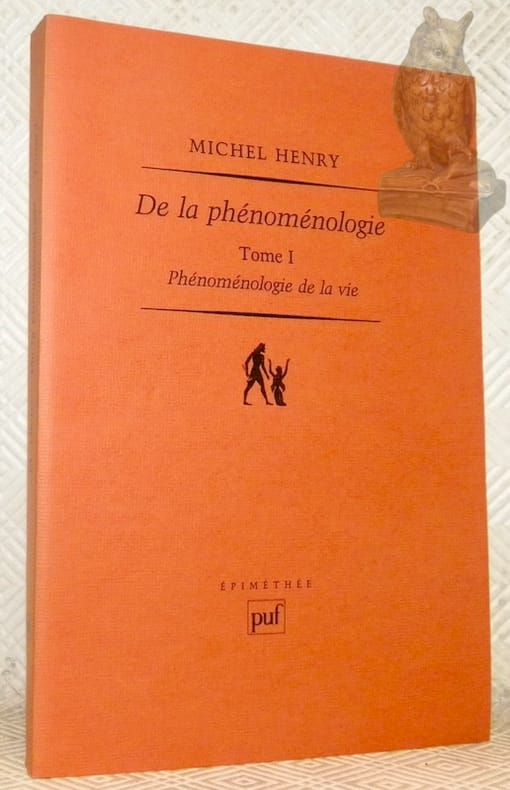 MICHEL HENRY
De la phénoménologie
Tome I
Phénoménologie de la vie
ÉPIMÉTHÉE
puf